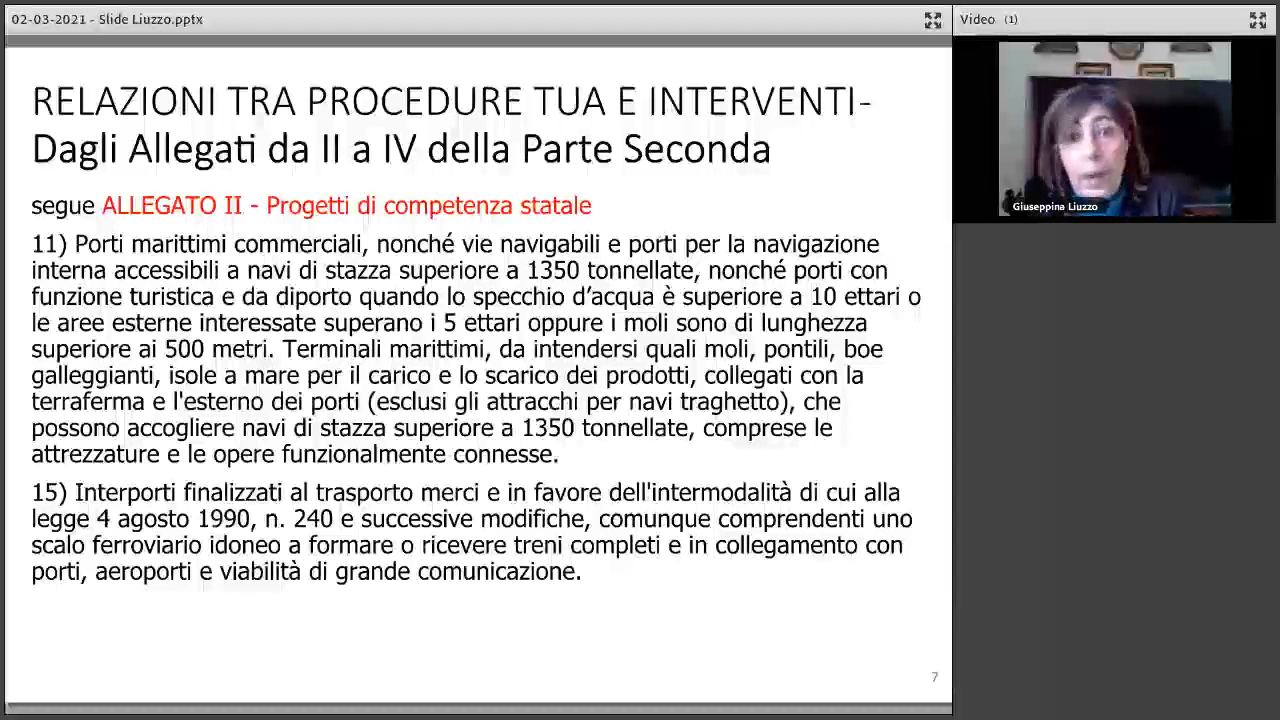 02-03-2021 - Slide Liuzzo.pptx
Video (1)
RELAZIONI TRA PROCEDURE TUA E INTERVENTI-
Dagli Allegati da II a IV della Parte Seconda
segue ALLEGATO II - Progetti di competenza statale
11) Porti marittimi commerciali, nonché vie navigabili e porti per la navigazione
interna accessibili a navi di stazza superiore a 1350 tonnellate, nonché porti con
funzione turistica e da diporto quando lo specchio d’acqua è superiore a 10 ettari o
le aree esterne interessate superano i 5 ettari oppure i moli sono di lunghezza
superiore ai 500 metri. Terminali marittimi, da intendersi quali moli, pontili, boe
galleggianti, isole a mare per il carico e lo scarico dei prodotti, collegati con la
terraferma e l'esterno dei porti (esclusi gli attracchi per navi traghetto), che
possono accogliere navi di stazza superiore a 1350 tonnellate, comprese le
attrezzature e le opere funzionalmente connesse.
15) Interporti finalizzati al trasporto merci e in favore dell'intermodalità di cui alla
legge 4 agosto 1990, n. 240 e successive modifiche, comunque comprendenti uno
scalo ferroviario idoneo a formare o ricevere treni completi e in collegamento con
porti, aeroporti e viabilità di grande comunicazione.
7
Giuseppina Liuzzo